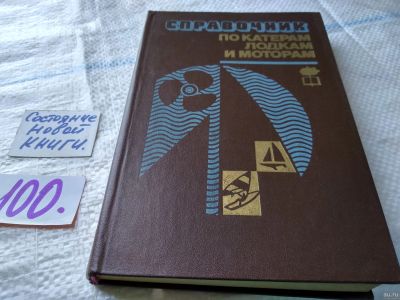 СПРАВОЧНИК
ПО КАТЕРАМ
ЛОДКАМ
И МОТОРАМ
Состояние
новой
книги.
100.